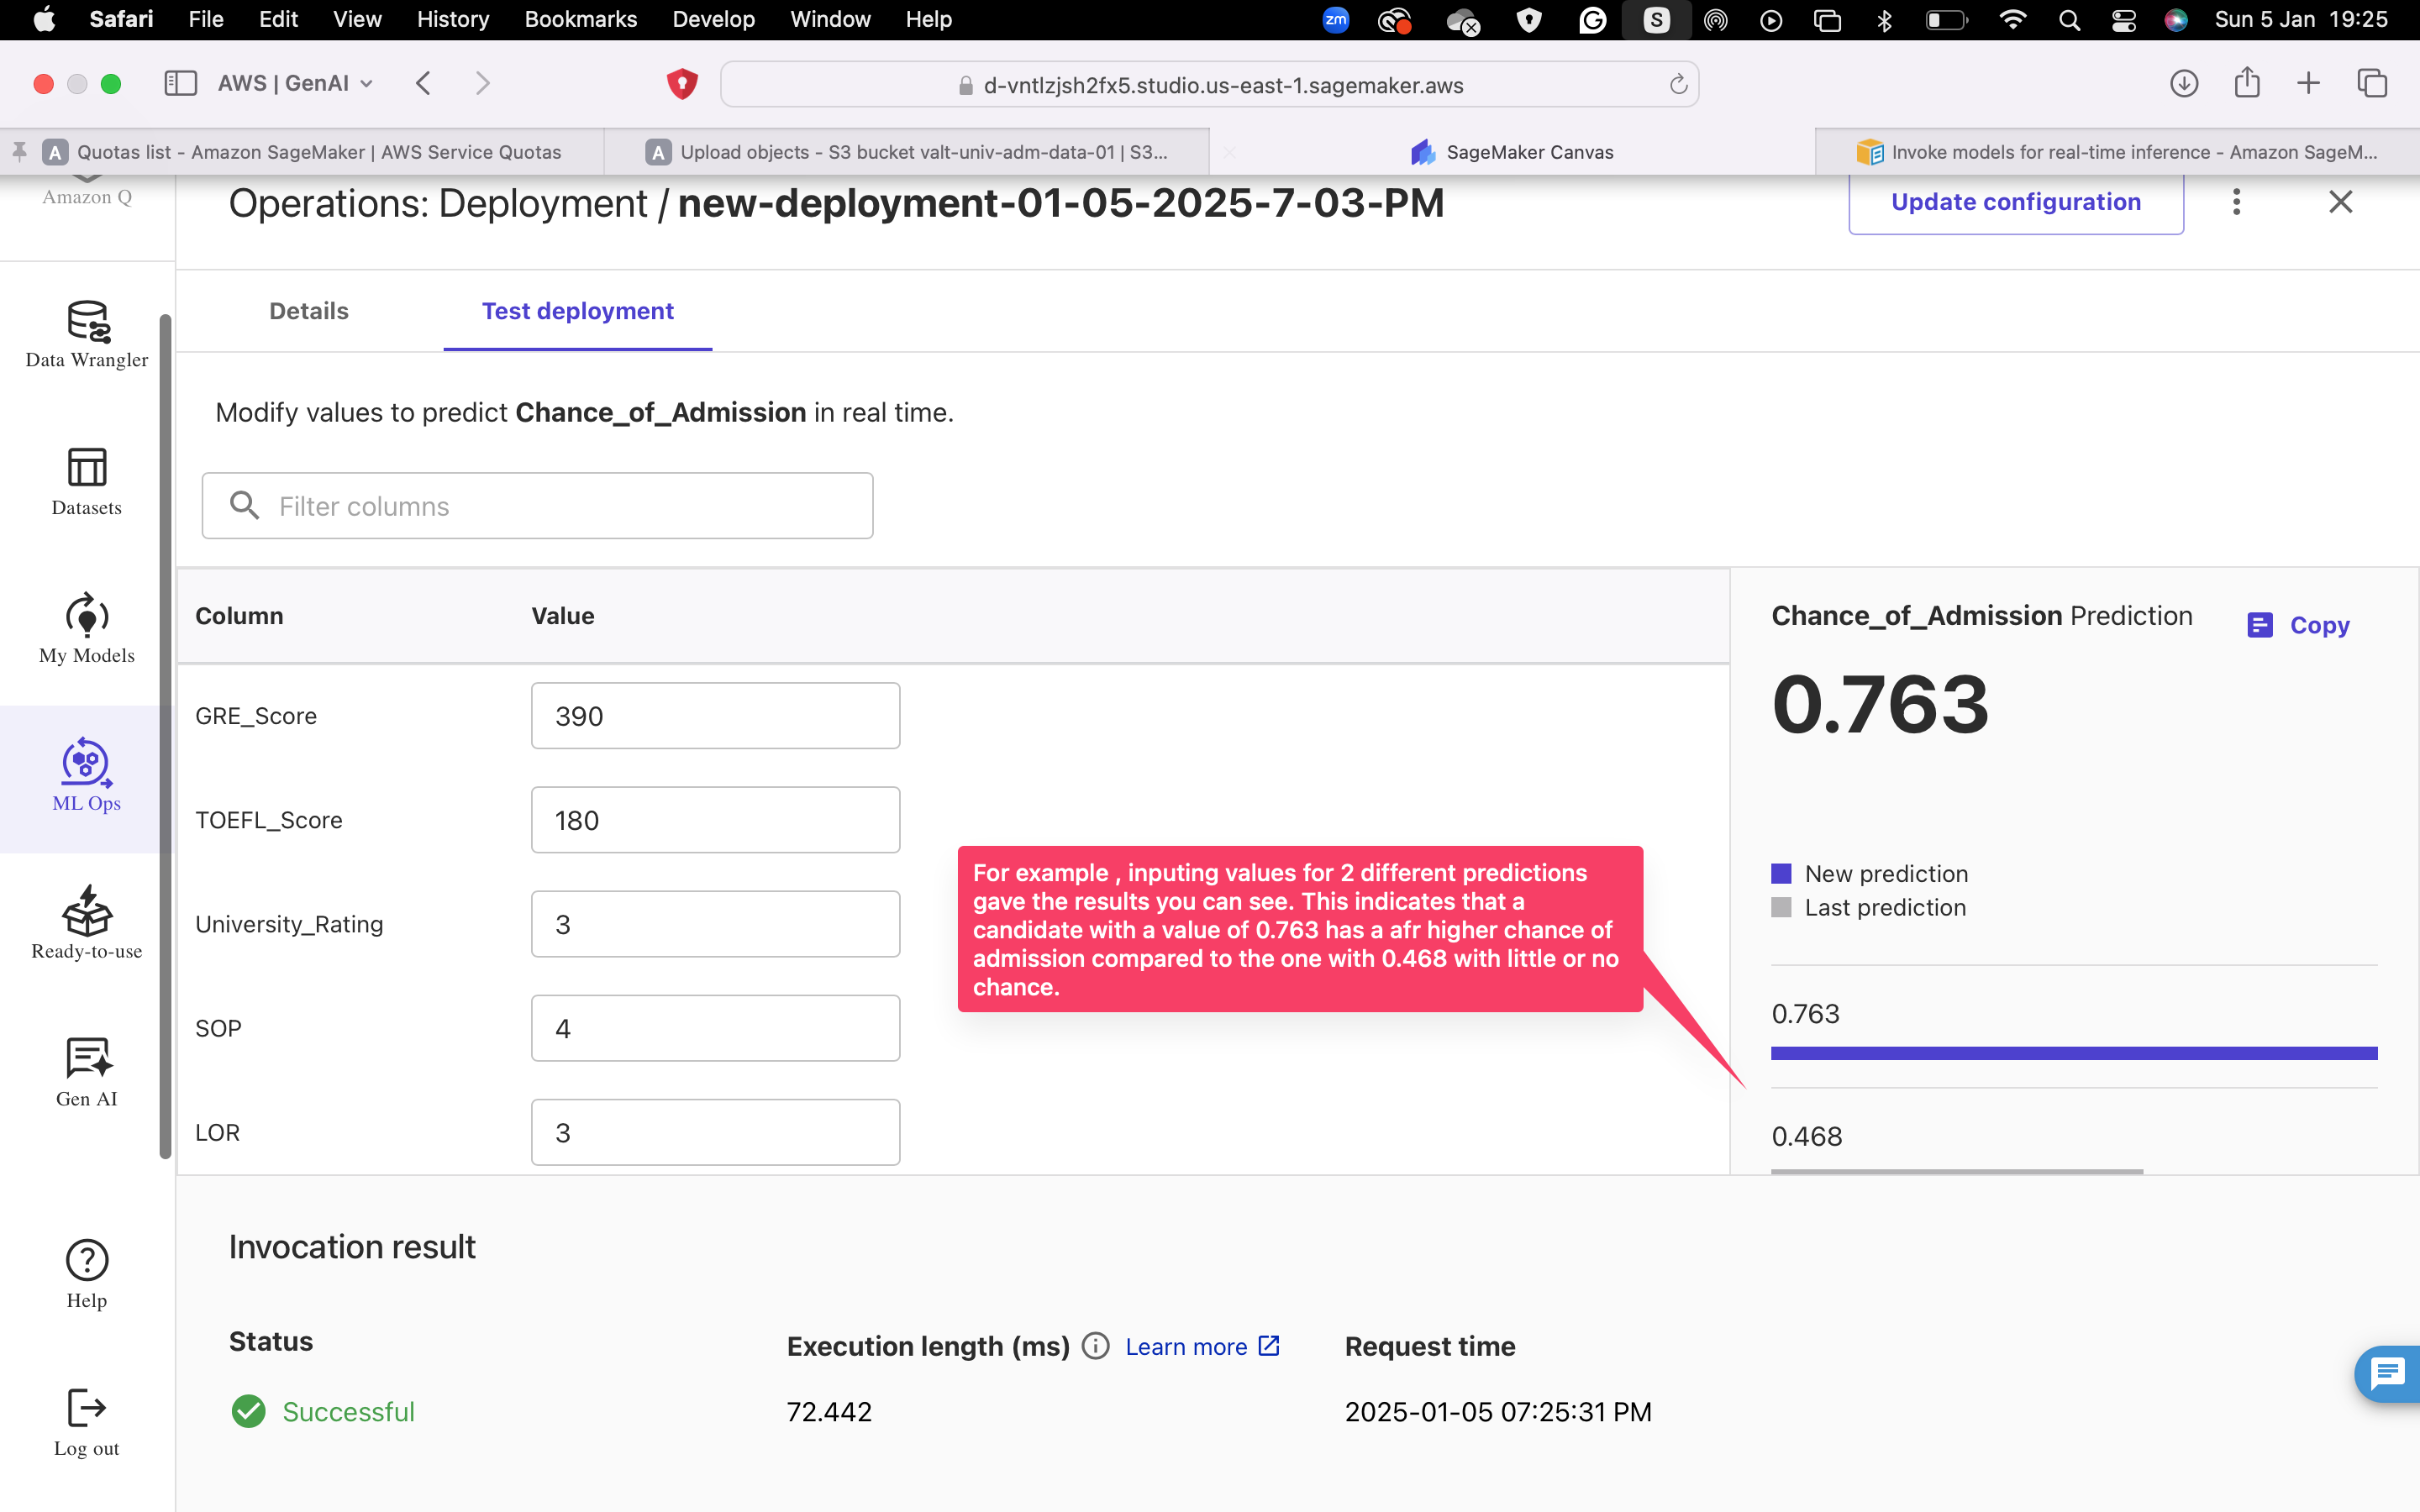 Safari File Edit View History Bookmarks Develop Window Help zm S Sun 5 Jan 19:25
AWS | GenAI d-vntlzjsh2fx5.studio.us-east-1.sagemaker.aws
A Quotas list - Amazon SageMaker | AWS Service Quotas A Upload objects - S3 bucket valt-univ-adm-data-01 | S3... SageMaker Canvas Invoke models for real-time inference - Amazon SageM...
Amazon Q
Operations: Deployment / new-deployment-01-05-2025-7-03-PM
Update configuration
Details Test deployment
Data Wrangler
Datasets
My Models
ML Ops
Ready-to-use
Gen AI
Help
Log out
Modify values to predict Chance_of_Admission in real time.
Filter columns
Column Value
GRE_Score 390
TOEFL_Score 180
University_Rating 3
SOP 4
LOR 3
For example , inputing values for 2 different predictions
gave the results you can see. This indicates that a
candidate with a value of 0.763 has a afr higher chance of
admission compared to the one with 0.468 with little or no
chance.
Chance_of_Admission Prediction
Copy
0.763
New prediction
Last prediction
0.763
0.468
Invocation result
Status Execution length (ms) Learn more Request time
Successful 72.442 2025-01-05 07:25:31 PM